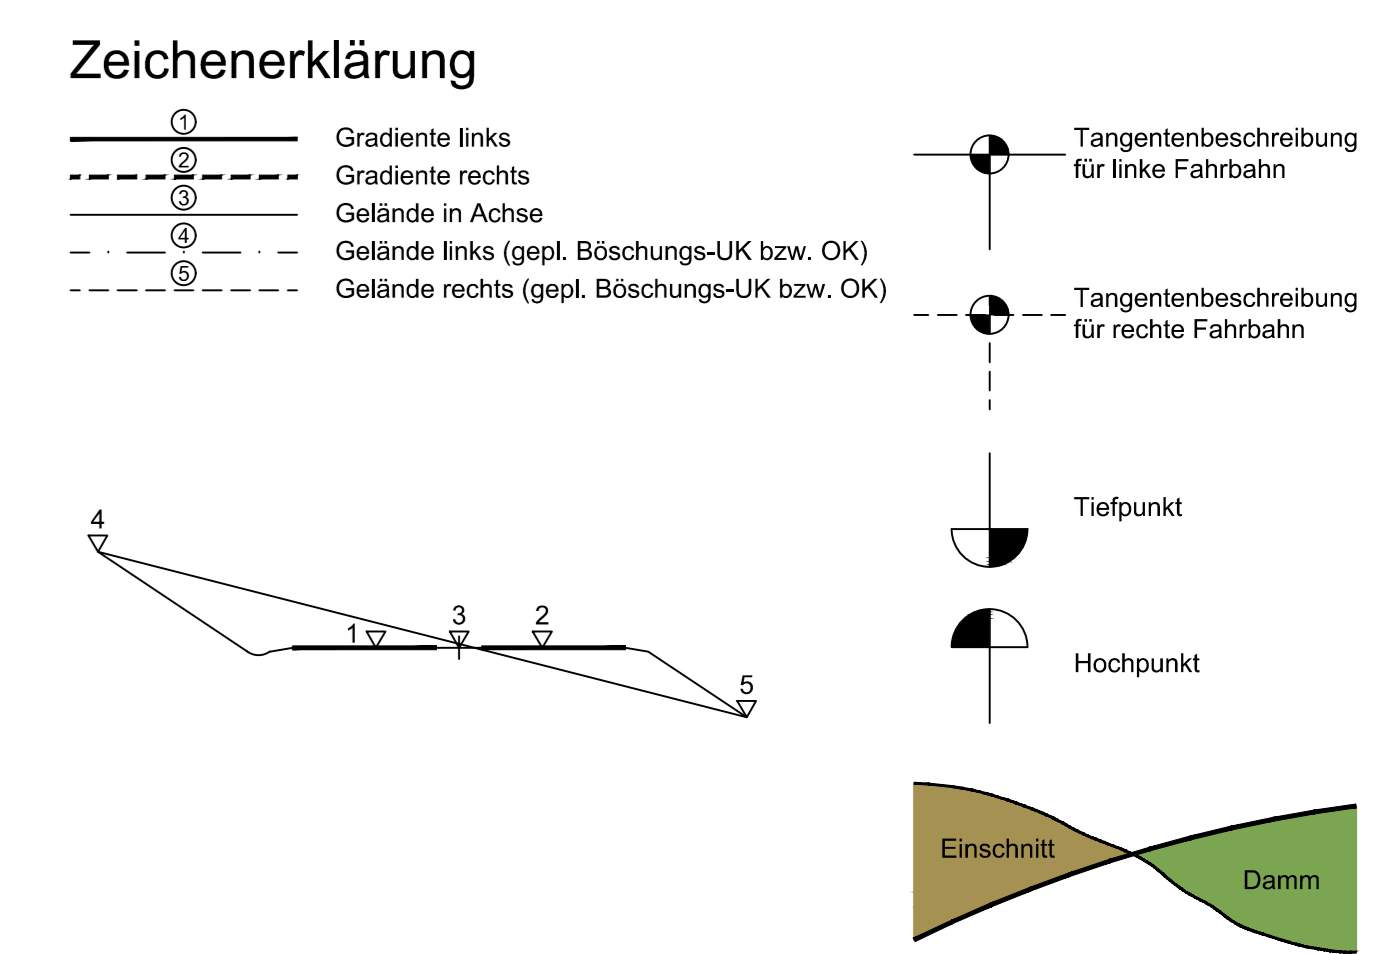 Zeichenerklärung
① Gradiente links
② Gradiente rechts
③ Gelände in Achse
④ Gelände links (gepl. Böschungs-UK bzw. OK)
⑤ Gelände rechts (gepl. Böschungs-UK bzw. OK)
4
3
2
1
5
Tangentenbeschreibung
für linke Fahrbahn
Tangentenbeschreibung
für rechte Fahrbahn
Tiefpunkt
Hochpunkt
Einschnitt
Damm